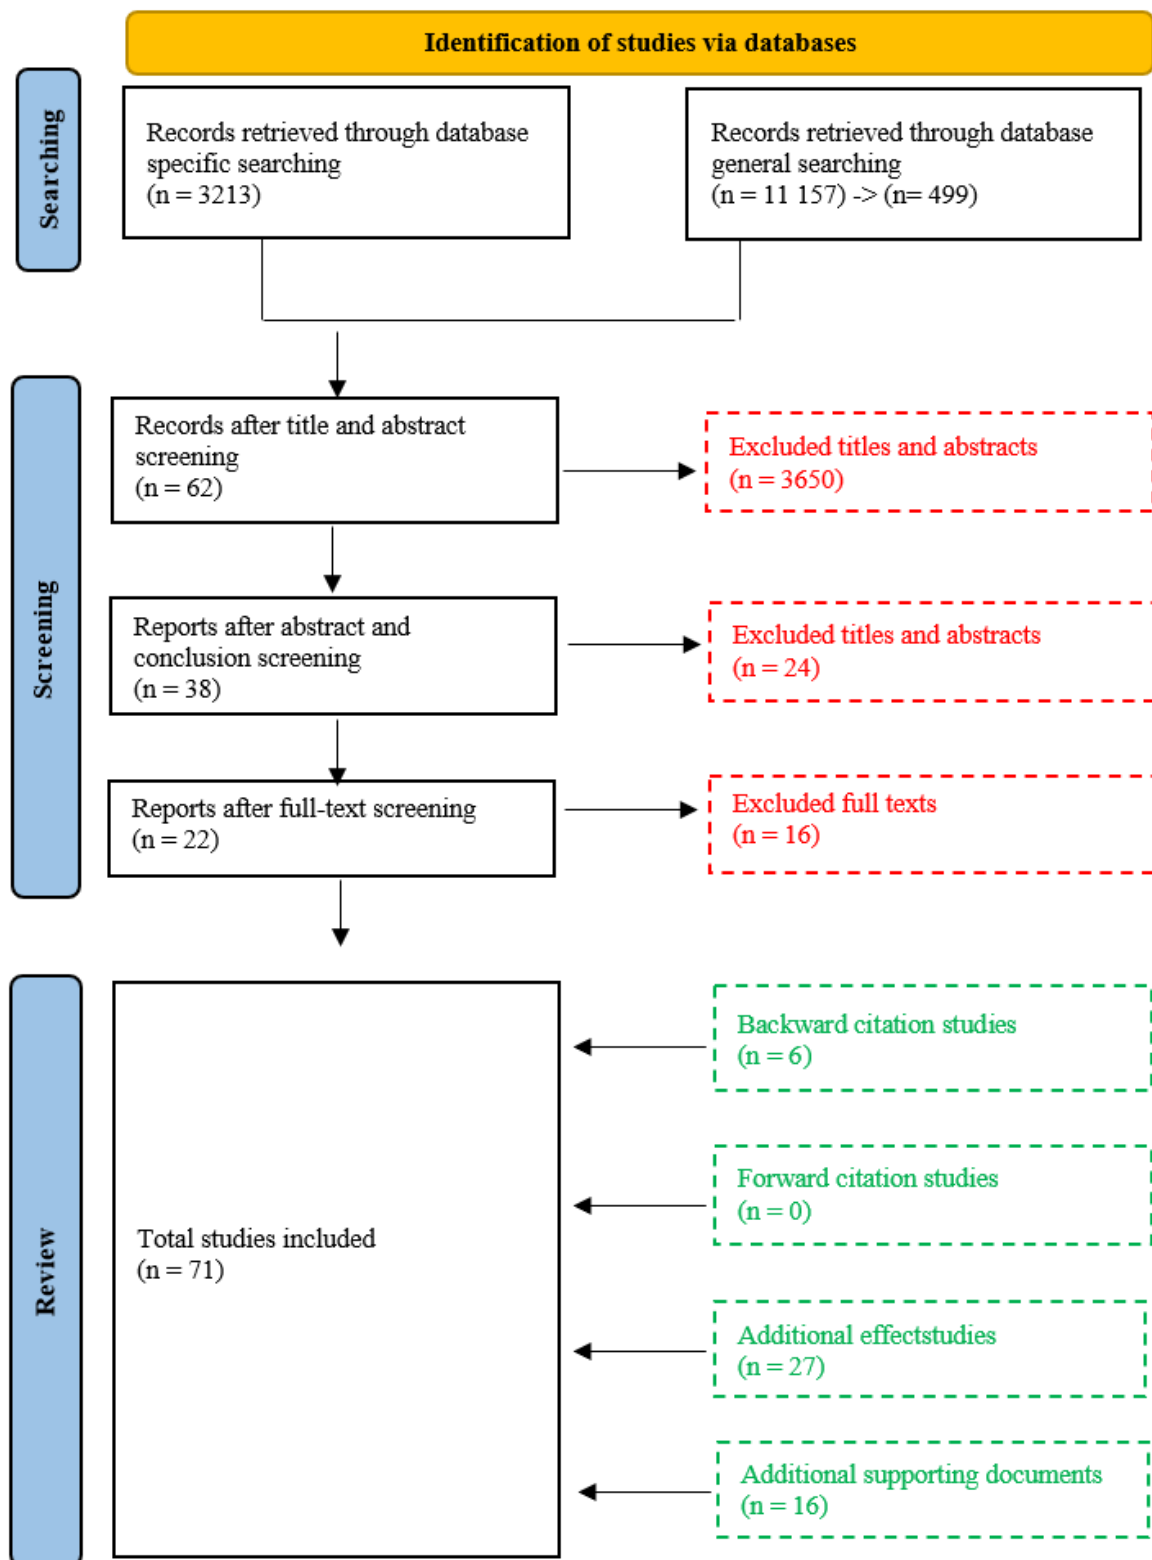 Identification of studies via databases
Searching
Records retrieved through database
specific searching
(n = 3213)
Records retrieved through database
general searching
(n = 11 157) -> (n= 499)
Screening
Records after title and abstract
screening
(n = 62)
Excluded titles and abstracts
(n = 3650)
Reports after abstract and
conclusion screening
(n = 38)
Excluded titles and abstracts
(n = 24)
Reports after full-text screening
(n = 22)
Excluded full texts
(n = 16)
Review
Total studies included
(n = 71)
Backward citation studies
(n = 6)
Forward citation studies
(n = 0)
Additional effectstudies
(n = 27)
Additional supporting documents
(n = 16)